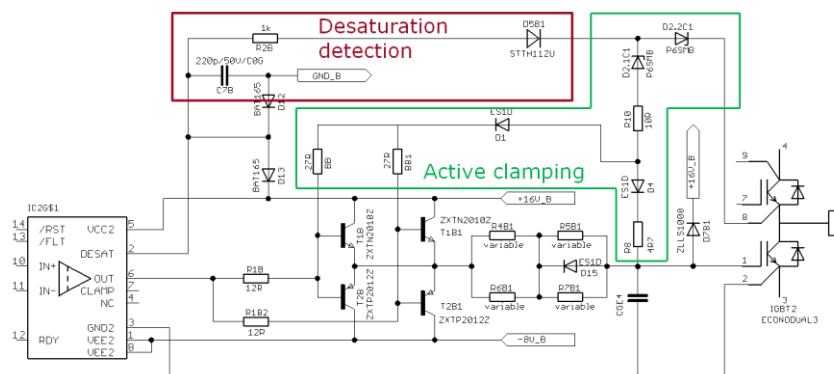 1k
R2B
Desaturation
detection
D5B1
STTH112U
D2.2C1
P6SMB
D2.1C1
P6SMB
220p/50V/C0G
C7B
GND_B
BAT165
D12
ES1D
D1
R10
10R
27R
BB
27R
BB1
Active clamping
ES1D
D4
+16V_B
BAT165
D13
+16V_B
R8
4R7
ZLLS1000
D7B1
IC2G$1
14
/RST
13
/FLT
VCC2
5
DESAT
2
10
IN+
OUT
6
11
IN-
CLAMP
7
NC
4
GND2
3
12
RDY
VEE2
1
VEE2
8
ZXTN2010Z
T1B
ZXTN2010Z
T1B1
T2B
ZXTP2012Z
T2B1
ZXTP2012Z
R1B
12R
R1B2
12R
R4B1
variable
R5B1
variable
ES1D
D15
R6B1
variable
R7B1
variable
CGE4
-8V_B
9
4
7
8
1
2
3
IGBT2
ECONODUAL3